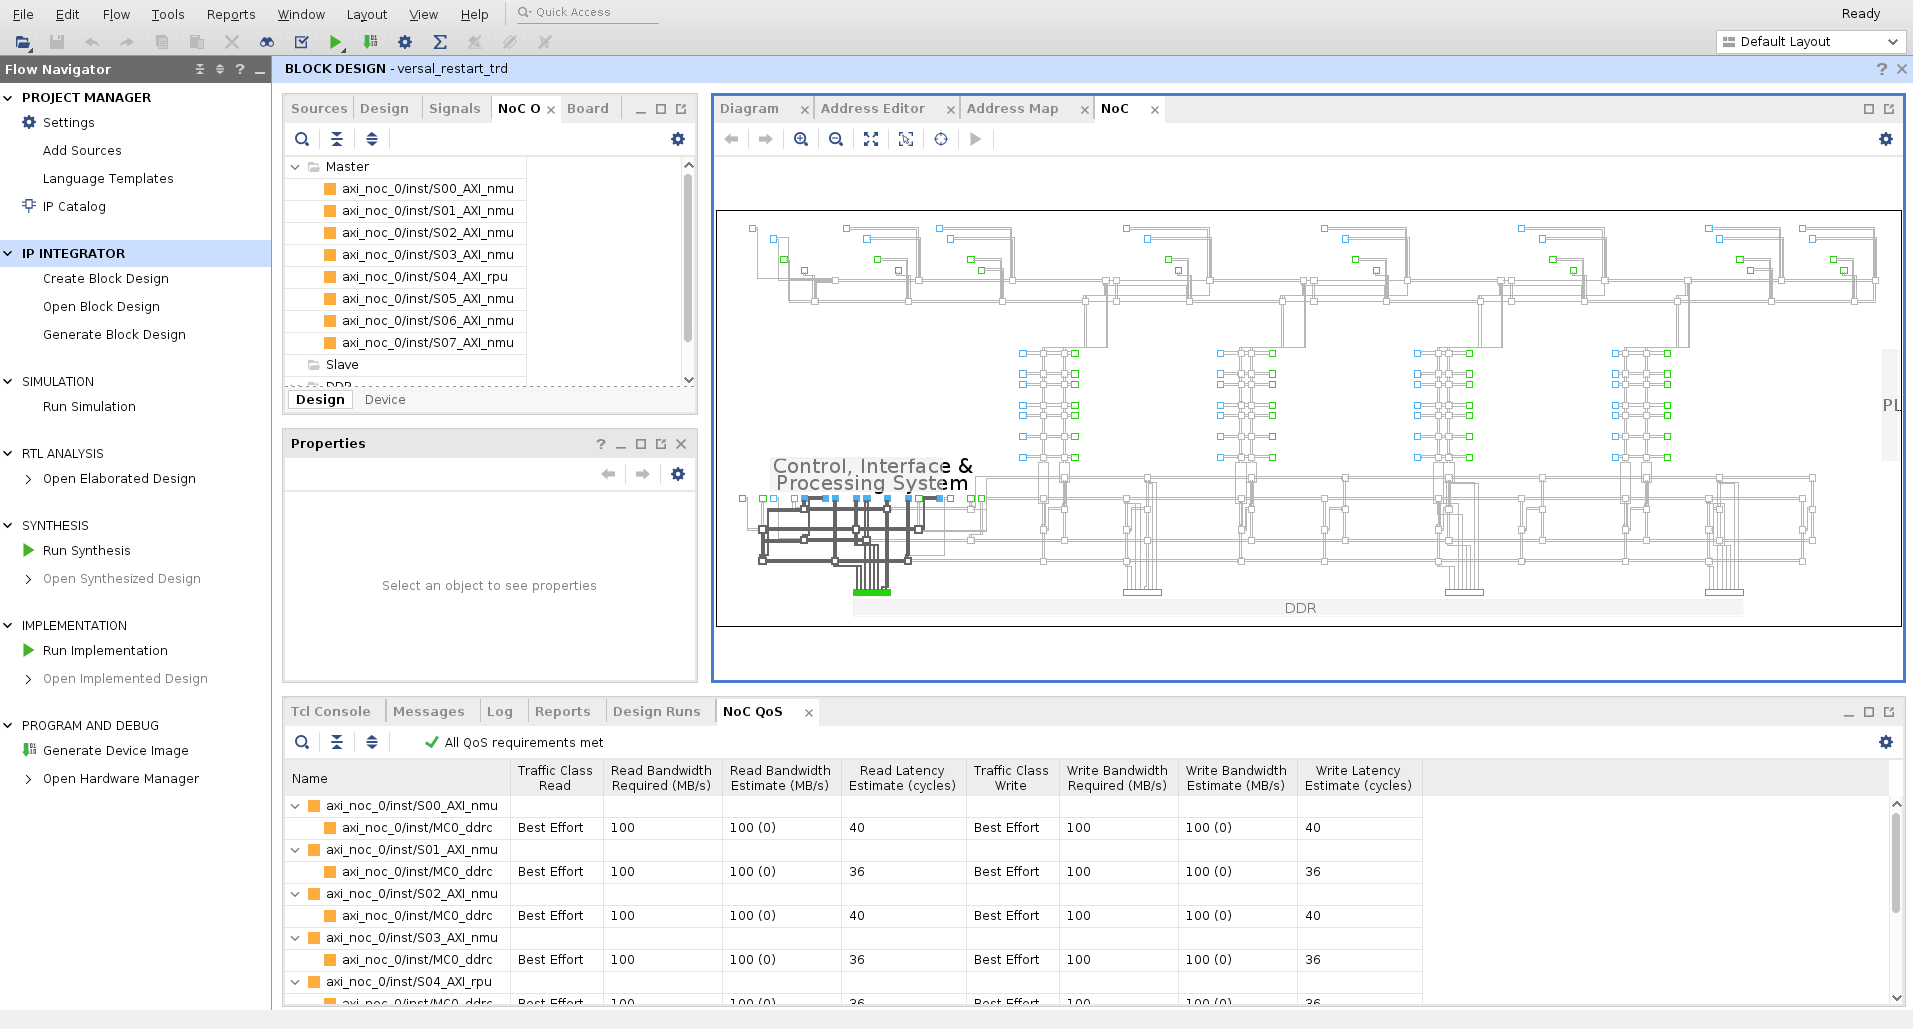 File Edit Flow Tools Reports Window Layout View Help Quick Access Ready
Default Layout
Flow Navigator ?
BLOCK DESIGN - versal_restart_trd ?
PROJECT MANAGER
Settings
Add Sources
Language Templates
IP Catalog
IP INTEGRATOR
Create Block Design
Open Block Design
Generate Block Design
SIMULATION
Run Simulation
RTL ANALYSIS
Open Elaborated Design
SYNTHESIS
Run Synthesis
Open Synthesized Design
IMPLEMENTATION
Run Implementation
Open Implemented Design
PROGRAM AND DEBUG
Generate Device Image
Open Hardware Manager
Sources Design Signals NoC O Board
Master
axi_noc_0/inst/S00_AXI_nmu
axi_noc_0/inst/S01_AXI_nmu
axi_noc_0/inst/S02_AXI_nmu
axi_noc_0/inst/S03_AXI_nmu
axi_noc_0/inst/S04_AXI_rpu
axi_noc_0/inst/S05_AXI_nmu
axi_noc_0/inst/S06_AXI_nmu
axi_noc_0/inst/S07_AXI_nmu
Slave
DDR
Design Device
Properties ?
Select an object to see properties
Diagram Address Editor Address Map NoC
PL
Control, Interface &
Processing System
DDR
Tcl Console Messages Log Reports Design Runs NoC QoS
All QoS requirements met
Name Traffic Class Read Bandwidth Read Bandwidth Read Latency Traffic Class Write Bandwidth Write Bandwidth Write Latency
Read Required (MB/s) Estimate (MB/s) Estimate (cycles) Write Required (MB/s) Estimate (MB/s) Estimate (cycles)
axi_noc_0/inst/S00_AXI_nmu
axi_noc_0/inst/MC0_ddrc Best Effort 100 100 (0) 40 Best Effort 100 100 (0) 40
axi_noc_0/inst/S01_AXI_nmu
axi_noc_0/inst/MC0_ddrc Best Effort 100 100 (0) 36 Best Effort 100 100 (0) 36
axi_noc_0/inst/S02_AXI_nmu
axi_noc_0/inst/MC0_ddrc Best Effort 100 100 (0) 40 Best Effort 100 100 (0) 40
axi_noc_0/inst/S03_AXI_nmu
axi_noc_0/inst/MC0_ddrc Best Effort 100 100 (0) 36 Best Effort 100 100 (0) 36
axi_noc_0/inst/S04_AXI_rpu
axi_noc_0/inst/MC0_ddrc Best Effort 100 100 (0) 36 Best Effort 100 100 (0) 36